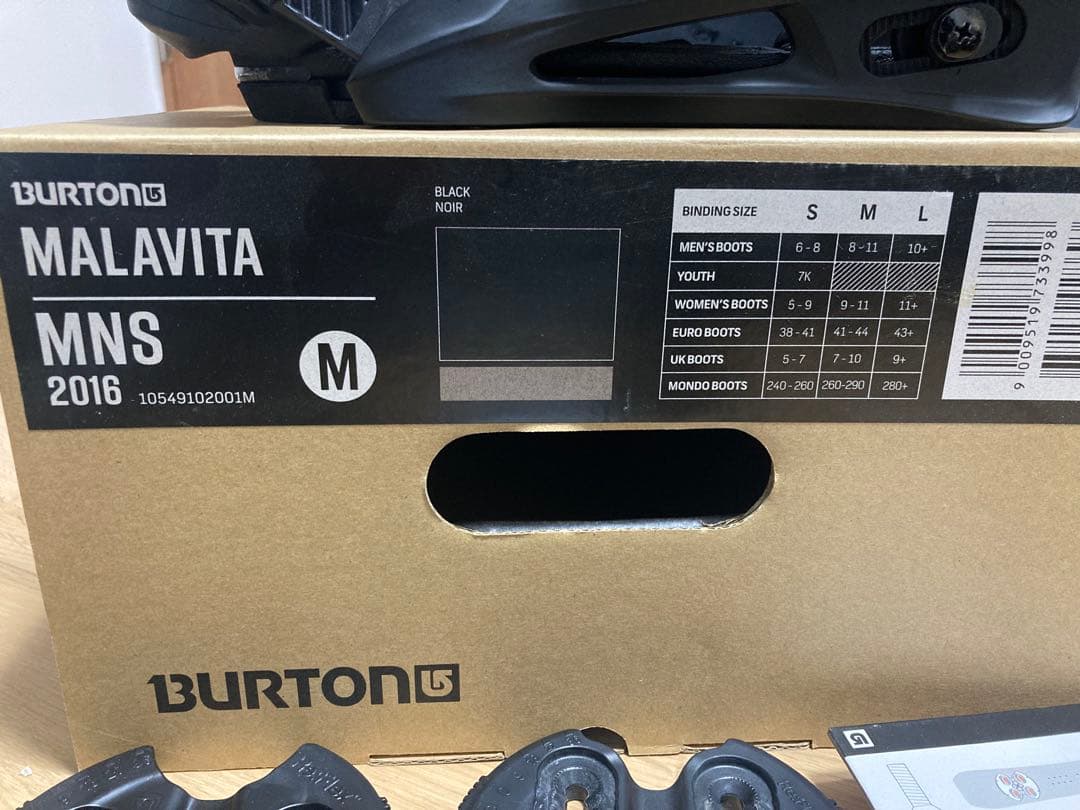 BURTON
MALAVITA
MNS
2016 10549102001M
M
BLACK
NOIR
BINDING SIZE S M L
MEN'S BOOTS 6 - 8 8 - 11 10+
YOUTH 7K
WOMEN'S BOOTS 5 - 9 9 - 11 11+
EURO BOOTS 38 - 41 41 - 44 43+
UK BOOTS 5 - 7 7 - 10 9+
MONDO BOOTS 240 - 260 260-290 280+
9 009519 733998
BURTON